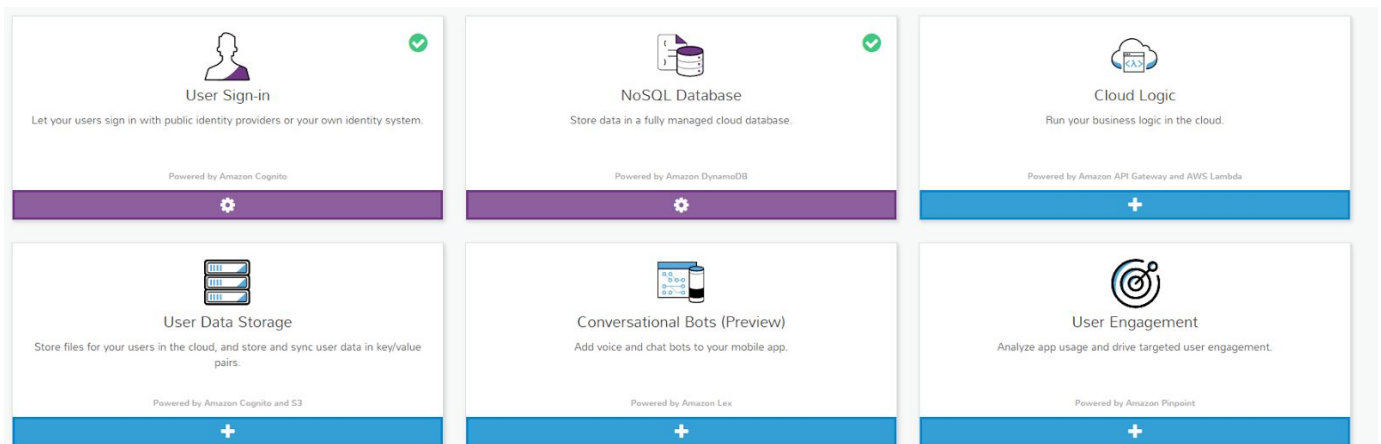 User Sign-in
Let your users sign in with public identity providers or your own identity system.
Powered by Amazon Cognito
NoSQL Database
Store data in a fully managed cloud database.
Powered by Amazon DynamoDB
Cloud Logic
Run your business logic in the cloud.
Powered by Amazon API Gateway and AWS Lambda
User Data Storage
Store files for your users in the cloud, and store and sync user data in key/value
pairs.
Powered by Amazon Cognito and S3
Conversational Bots (Preview)
Add voice and chat bots to your mobile app.
Powered by Amazon Lex
User Engagement
Analyze app usage and drive targeted user engagement.
Powered by Amazon Pinpoint